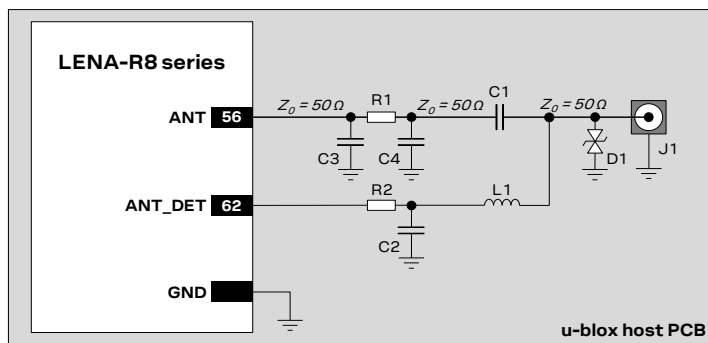 LENA-R8 series
ANT 56 Z₀ = 50 Ω R1 Z₀ = 50 Ω C1 Z₀ = 50 Ω
C3 C4 D1 J1
ANT_DET 62 R2 L1
C2
GND
u-blox host PCB